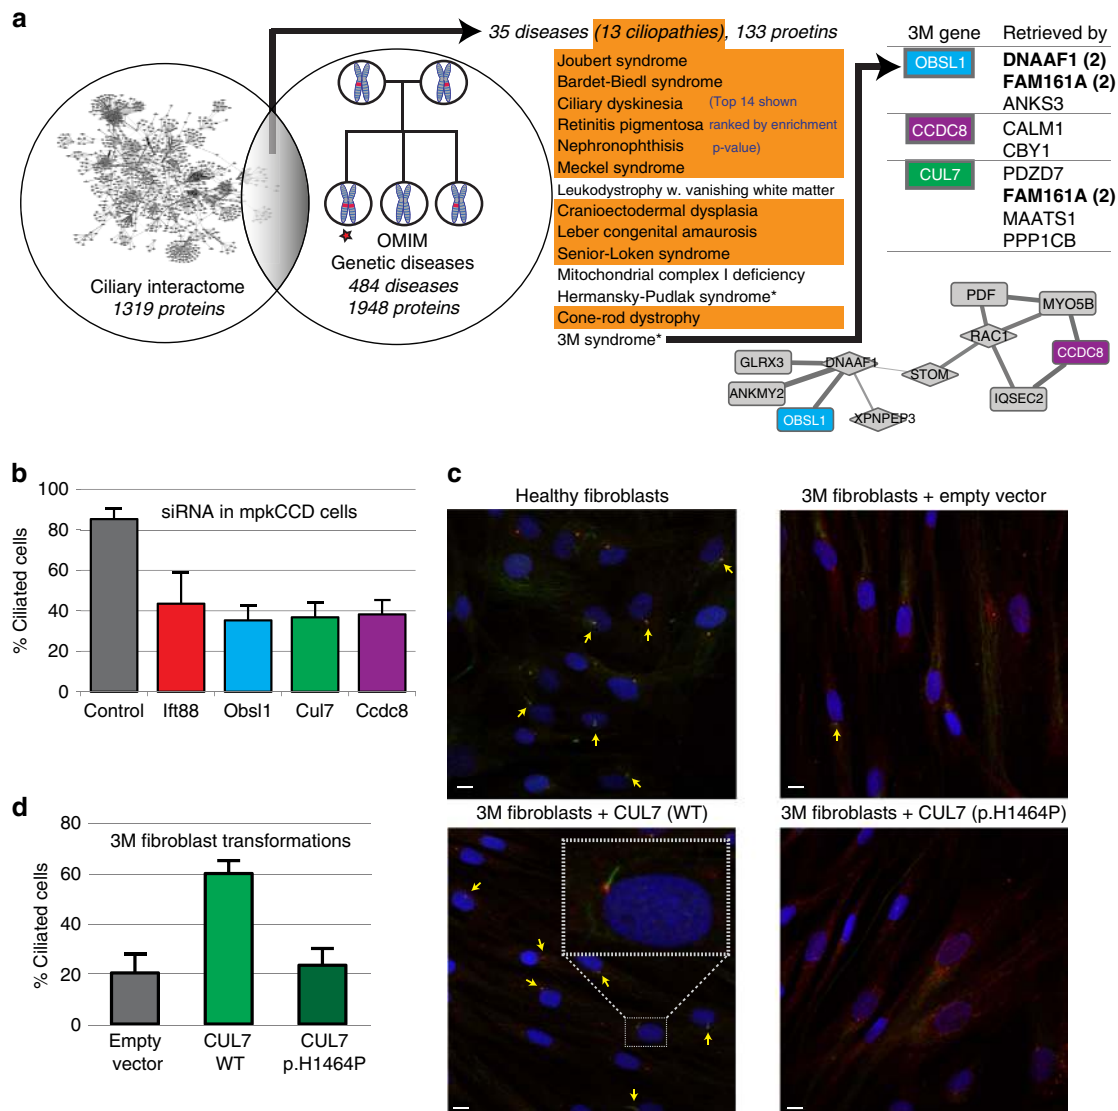 a
35 diseases (13 ciliopathies), 133 proetins
Joubert syndrome
Bardet-Biedl syndrome
Ciliary dyskinesia (Top 14 shown
Retinitis pigmentosa ranked by enrichment
Nephronophthisis p-value)
Meckel syndrome
Leukodystrophy w. vanishing white matter
Cranioectodermal dysplasia
Leber congenital amaurosis
Senior-Loken syndrome
Mitochondrial complex I deficiency
Hermansky-Pudlak syndrome*
Cone-rod dystrophy
3M syndrome*
Ciliary interactome
1319 proteins
OMIM
Genetic diseases
484 diseases
1948 proteins
3M gene Retrieved by
OBSL1 DNAAF1 (2)
FAM161A (2)
ANKS3
CCDC8 CALM1
CBY1
CUL7 PDZD7
FAM161A (2)
MAATS1
PPP1CB
PDF
MYO5B
RAC1
CCDC8
GLRX3
DNAAF1
STOM
ANKMY2
IQSEC2
OBSL1
XPNPEP3
b
100
80
60
40
20
0
% Ciliated cells
siRNA in mpkCCD cells
Control Ift88 Obsl1 Cul7 Ccdc8
c
Healthy fibroblasts
3M fibroblasts + empty vector
3M fibroblasts + CUL7 (WT)
3M fibroblasts + CUL7 (p.H1464P)
d
80
60
40
20
0
% Ciliated cells
3M fibroblast transformations
Empty CUL7 CUL7
vector WT p.H1464P